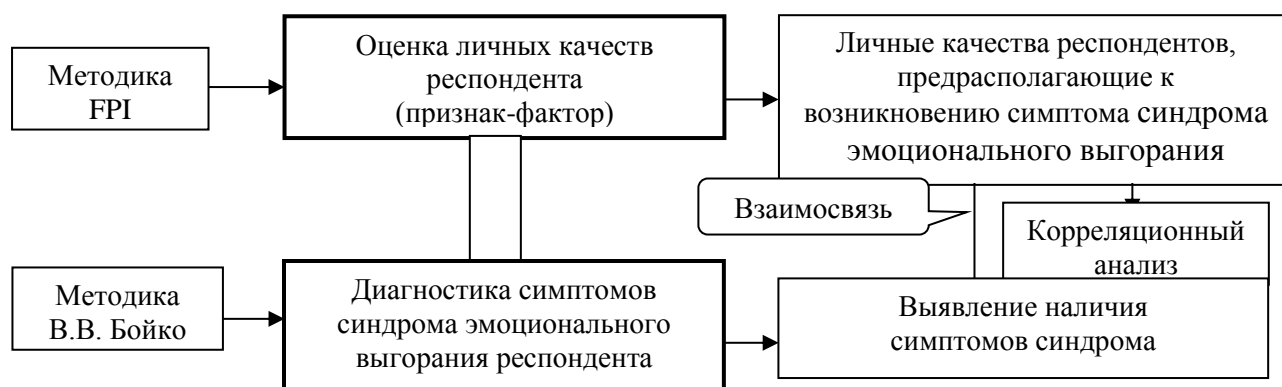 Методика
FPI
Оценка личных качеств
респондента
(признак-фактор)
Личные качества респондентов,
предрасполагающие к
возникновению симптома синдрома
эмоционального выгорания
Взаимосвязь
Корреляционный
анализ
Методика
В.В. Бойко
Диагностика симптомов
синдрома эмоционального
выгорания респондента
Выявление наличия
симптомов синдрома